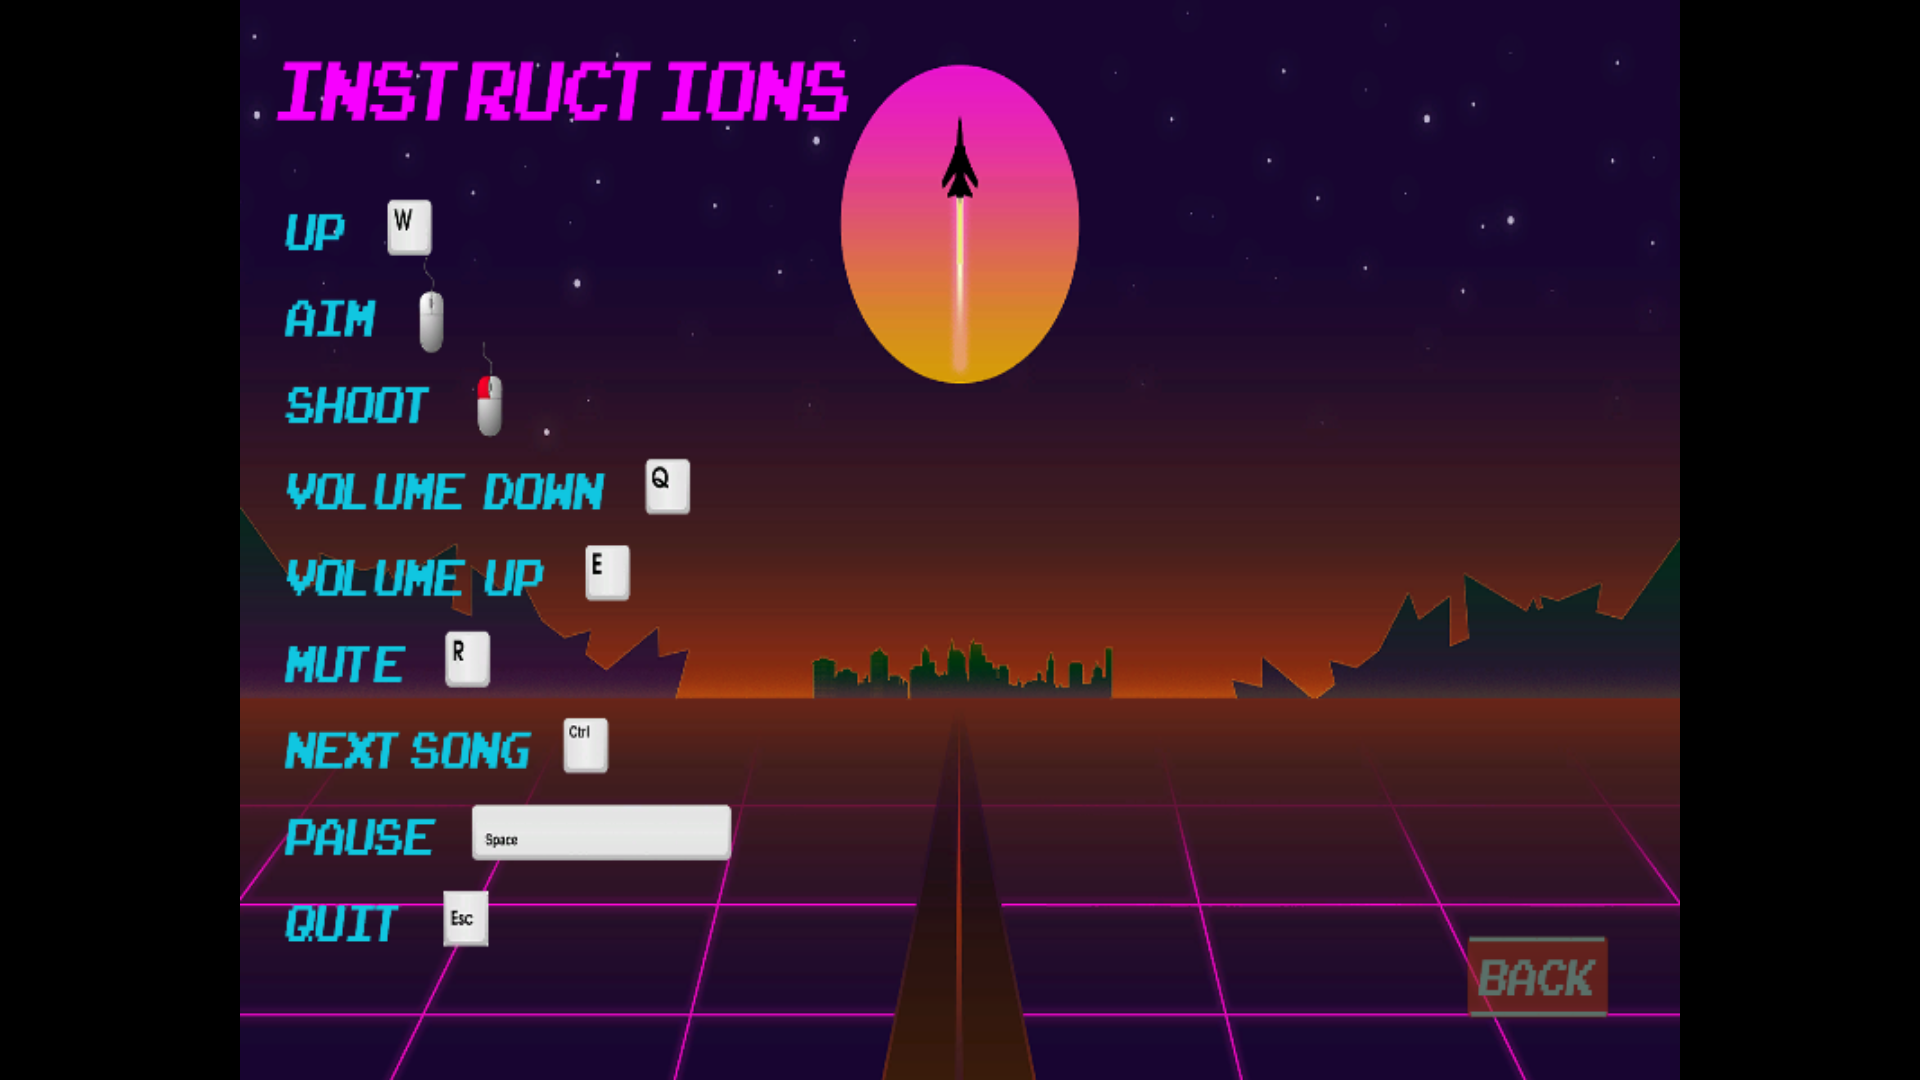 INSTRUCTIONS
UP W
AIM
SHOOT
VOLUME DOWN Q
VOLUME UP E
MUTE R
NEXT SONG Ctrl
PAUSE Space
QUIT Esc
BACK